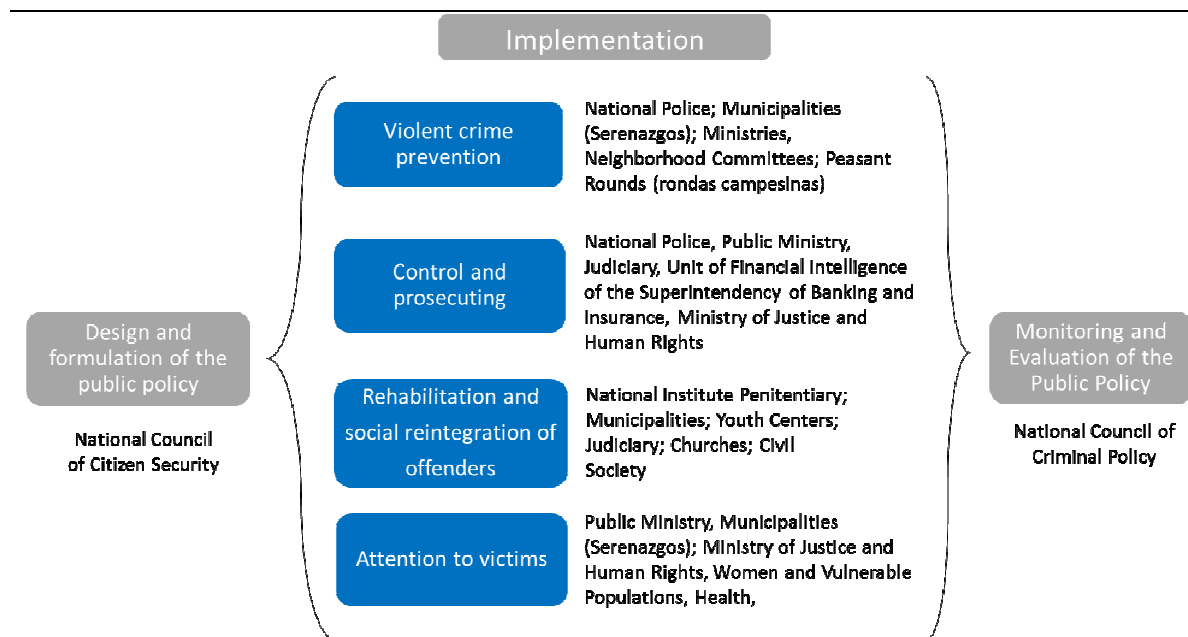 Implementation
Violent crime
prevention
National Police; Municipalities
(Serenazgos); Ministries,
Neighborhood Committees; Peasant
Rounds (rondas campesinas)
Control and
prosecuting
National Police, Public Ministry,
Judiciary, Unit of Financial Intelligence
of the Superintendency of Banking and
Insurance, Ministry of Justice and
Human Rights
Design and
formulation of the
public policy
National Council
of Citizen Security
Rehabilitation and
social reintegration of
offenders
National Institute Penitentiary;
Municipalities; Youth Centers;
Judiciary; Churches; Civil
Society
Attention to victims
Public Ministry, Municipalities
(Serenazgos); Ministry of Justice and
Human Rights, Women and Vulnerable
Populations, Health,
Monitoring and
Evaluation of the
Public Policy
National Council of
Criminal Policy